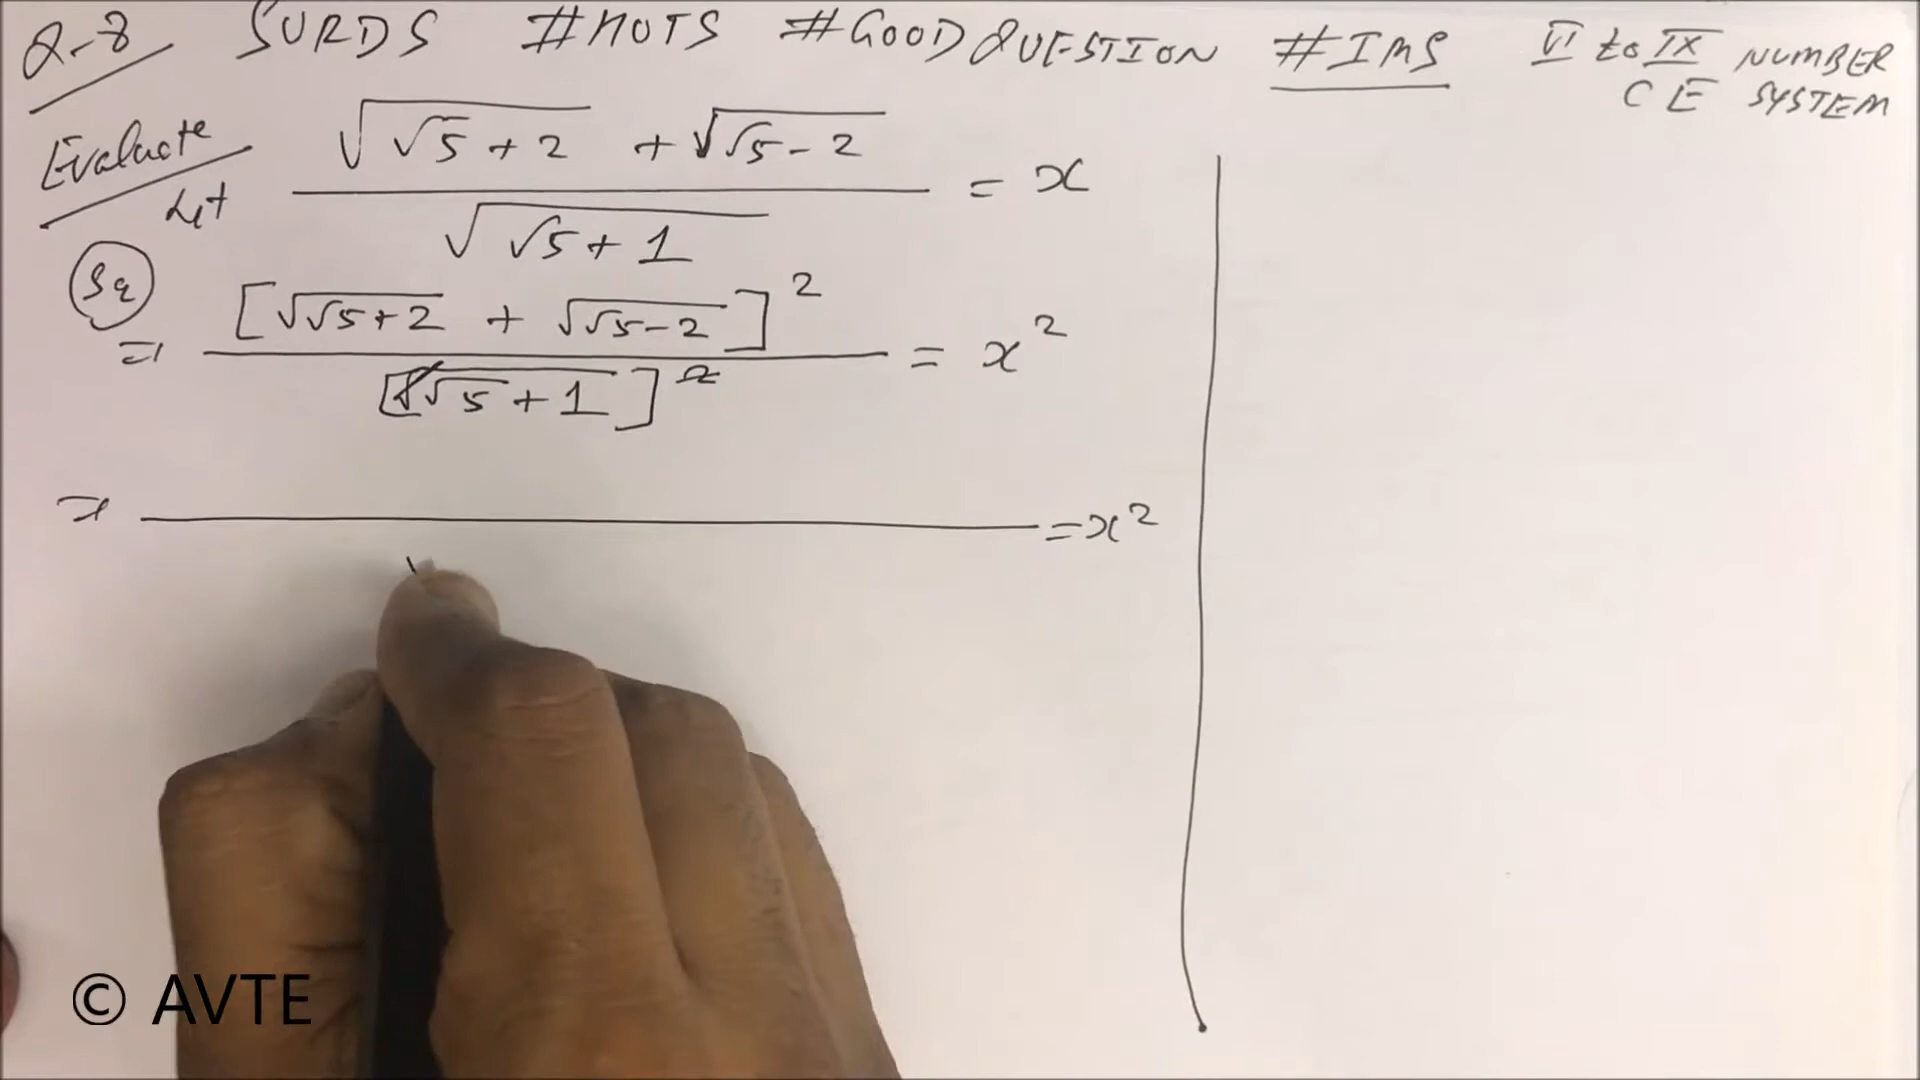 Q-8 SURDS #HOTS #GOOD QUESTION #IMS VI to IX NUMBER
CE SYSTEM
Evaluate
Let (√(√5 + 2) + √(√5 - 2)) / √(√5 + 1) = x
Sq
⇒ [√(√5+2) + √(√5-2)]² / [√(√5+1)]² = x²
⇒ = x²
© AVTE